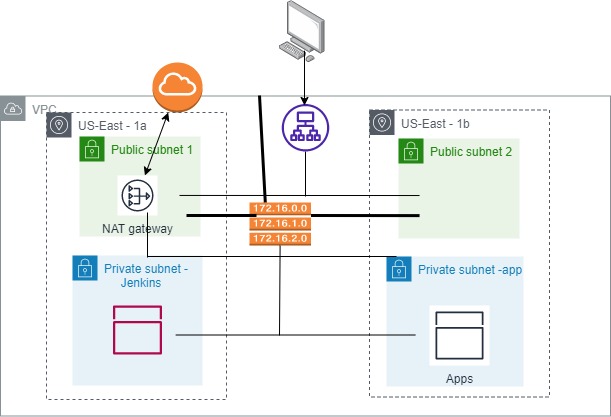 VPC
US-East - 1a
US-East - 1b
Public subnet 1
Public subnet 2
NAT gateway
172.16.0.0
172.16.1.0
172.16.2.0
Private subnet -
Jenkins
Private subnet -app
Apps